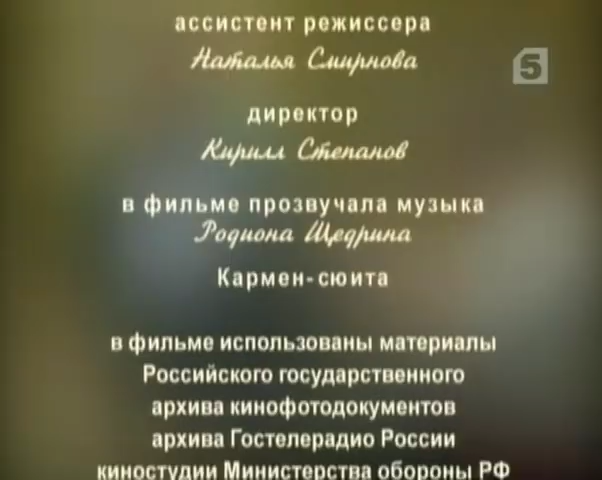 ассистент режиссера
Наталья Смирнова
5
директор
Кирилл Степанов
в фильме прозвучала музыка
Родиона Щедрина
Кармен-сюита
в фильме использованы материалы
Российского государственного
архива кинофотодокументов
архива Гостелерадио России
киностудии Министерства обороны РФ